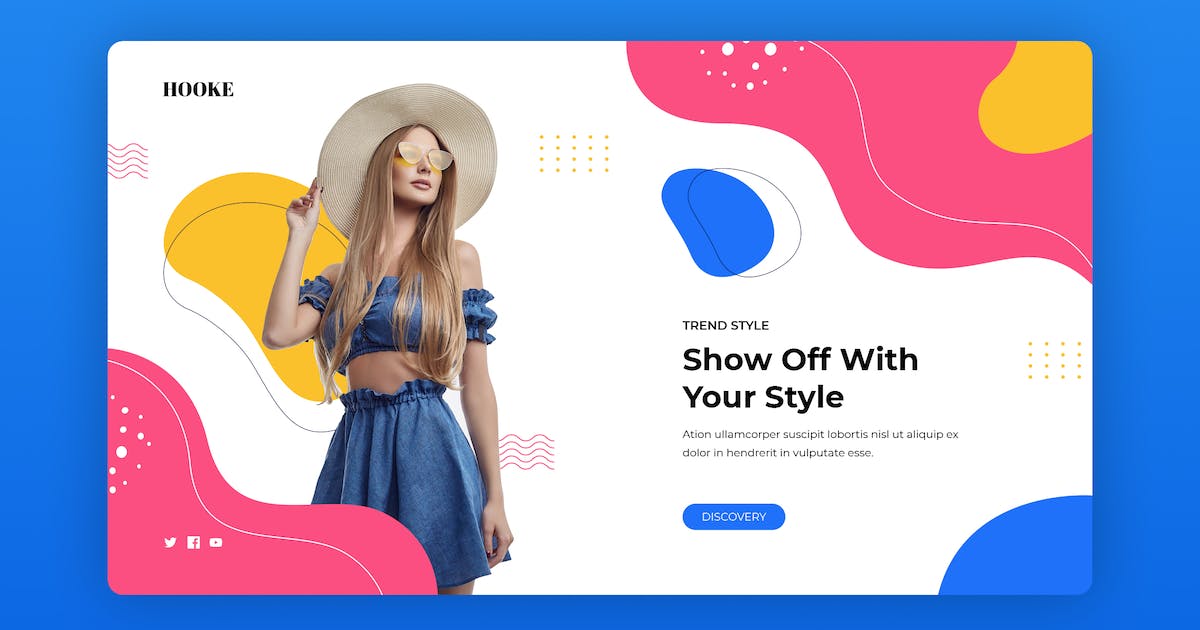 HOOKE
TREND STYLE
Show Off With
Your Style
Ation ullamcorper suscipit lobortis nisl ut aliquip ex
dolor in hendrerit in vulputate esse.
DISCOVERY